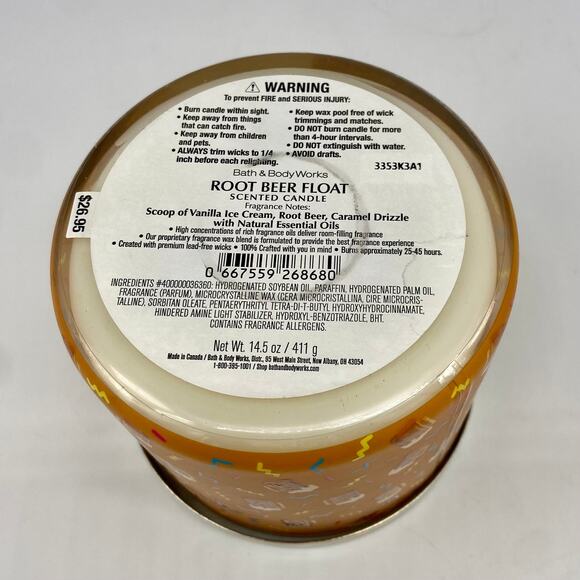 WARNING
To prevent FIRE and SERIOUS INJURY:
• Burn candle within sight.
• Keep away from things
that can catch fire.
• Keep away from children
and pets.
• ALWAYS trim wicks to 1/4
inch before each relighting.
• Keep wax pool free of wick
trimmings and matches.
• DO NOT burn candle for more
than 4-hour intervals.
• DO NOT extinguish with water.
• AVOID drafts.
3353K3A1
Bath & Body Works
ROOT BEER FLOAT
SCENTED CANDLE
Fragrance Notes:
Scoop of Vanilla Ice Cream, Root Beer, Caramel Drizzle
with Natural Essential Oils
• High concentrations of rich fragrance oils deliver room-filling fragrance
• Our proprietary fragrance wax blend is formulated to provide the best fragrance experience
• Created with premium lead-free wicks • 100% Crafted with you in mind • Burns approximately 25-45 hours.
$26.95
0 667559 268680
INGREDIENTS #400000036360: HYDROGENATED SOYBEAN OIL, PARAFFIN, HYDROGENATED PALM OIL,
FRAGRANCE (PARFUM), MICROCRYSTALLINE WAX (CERA MICROCRISTALLINA, CIRE MICROCRIS-
TALLINE), SORBITAN OLEATE, PENTAERYTHRITYL TETRA-DI-T-BUTYL HYDROXYHYDROCINNAMATE,
HINDERED AMINE LIGHT STABILIZER, HYDROXYL-BENZOTRIAZOLE, BHT.
CONTAINS FRAGRANCE ALLERGENS.
Net Wt. 14.5 oz / 411 g
Made in Canada / Bath & Body Works, Distr., 95 West Main Street, New Albany, OH 43054
1-800-395-1001 / Shop bathandbodyworks.com